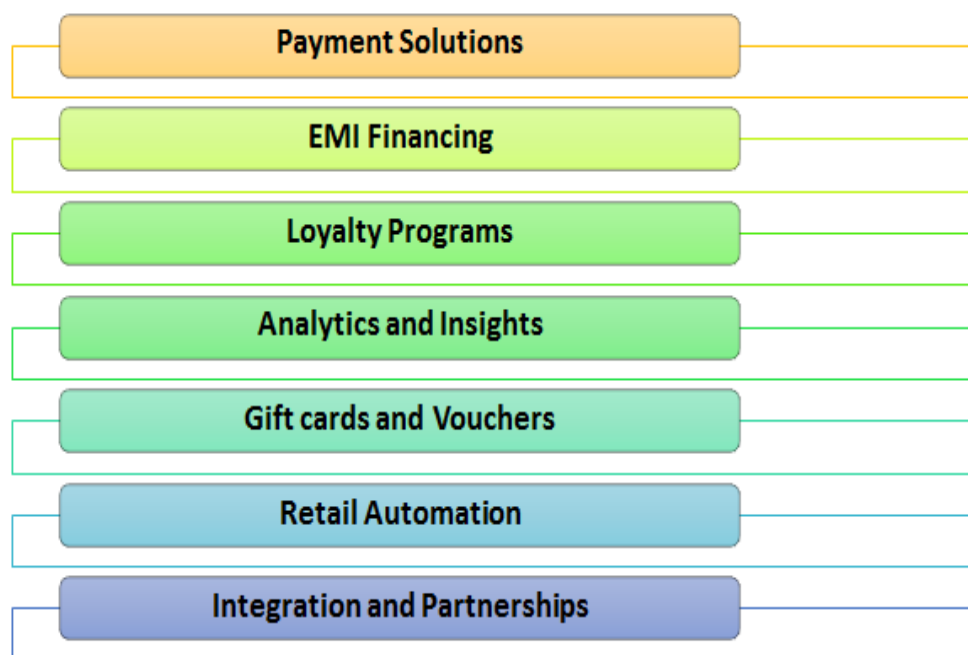 Payment Solutions
EMI Financing
Loyalty Programs
Analytics and Insights
Gift cards and Vouchers
Retail Automation
Integration and Partnerships